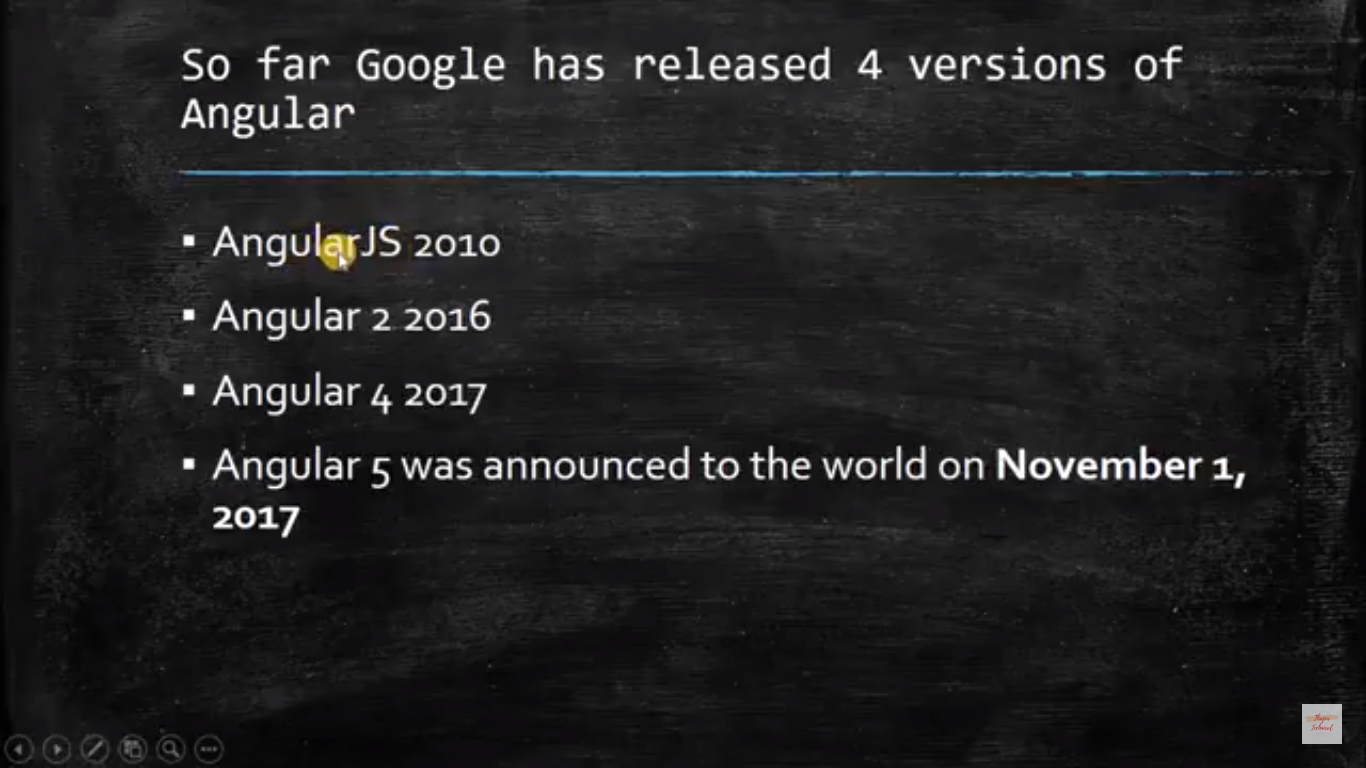 So far Google has released 4 versions of
Angular
▪ AngularJS 2010
▪ Angular 2 2016
▪ Angular 4 2017
▪ Angular 5 was announced to the world on November 1,
2017